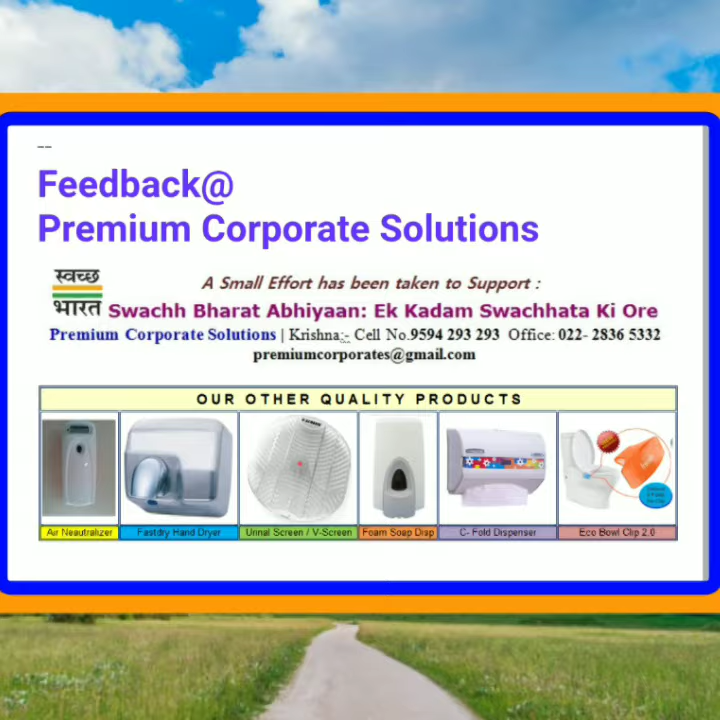 --
Feedback@
Premium Corporate Solutions
स्वच्छ
भारत
A Small Effort has been taken to Support :
Swachh Bharat Abhiyaan: Ek Kadam Swachhata Ki Ore
Premium Corporate Solutions | Krishna:- Cell No.9594 293 293 Office: 022- 2836 5332
premiumcorporates@gmail.com
OUR OTHER QUALITY PRODUCTS
Air Neautralizer Fastdry Hand Dryer Urinal Screen / V-Screen Foam Soap Disp C- Fold Dispenser Eco Bowl Clip 2.0